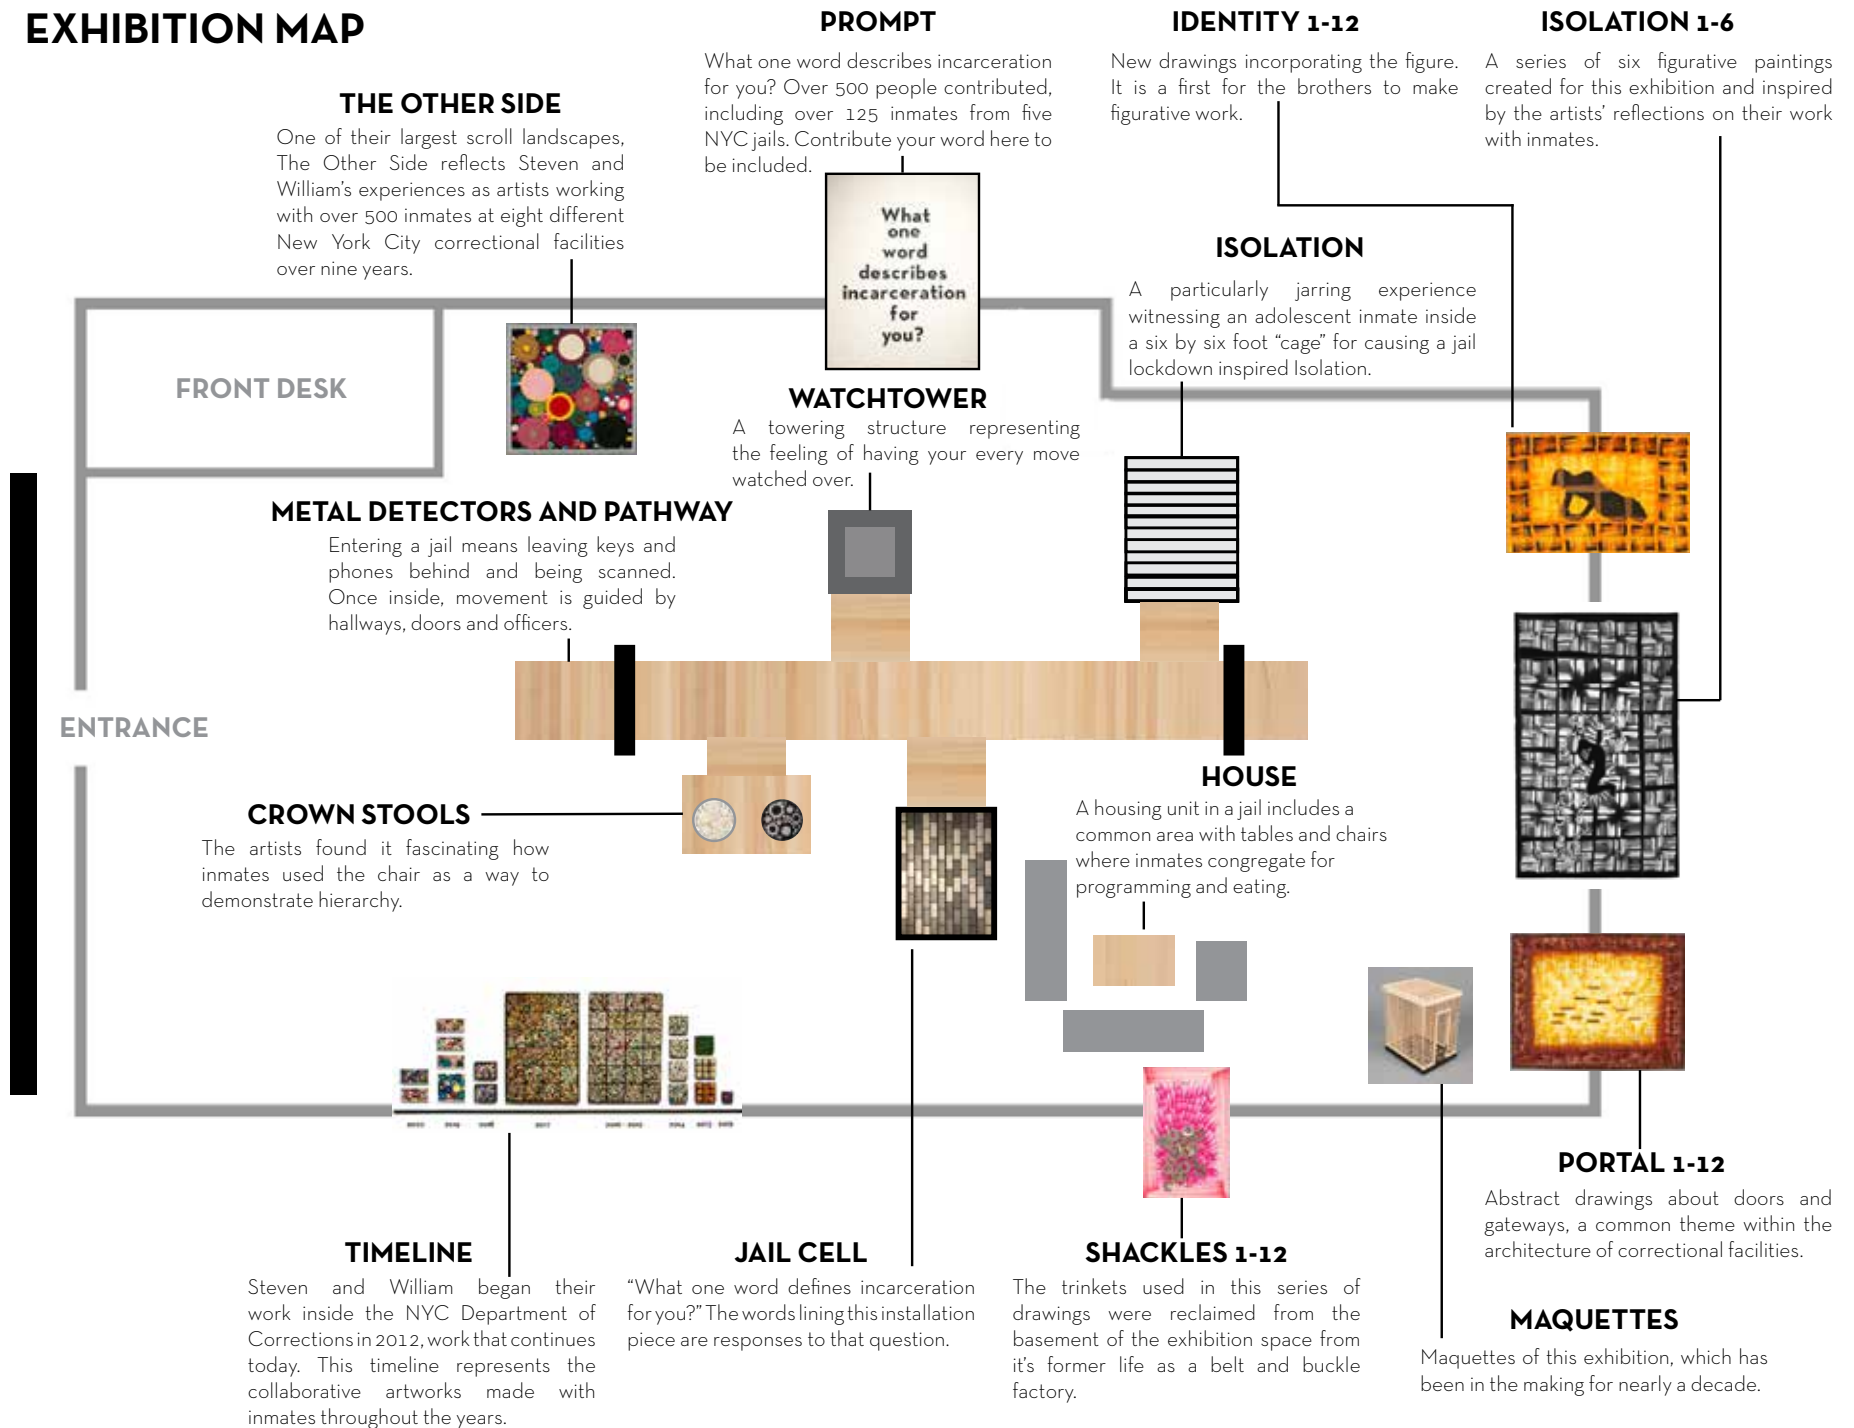 EXHIBITION MAP
THE OTHER SIDE
One of their largest scroll landscapes,
The Other Side reflects Steven and
William's experiences as artists working
with over 500 inmates at eight different
New York City correctional facilities
over nine years.
PROMPT
What one word describes incarceration
for you? Over 500 people contributed,
including over 125 inmates from five
NYC jails. Contribute your word here to
be included.
What
one
word
describes
incarceration
for
you?
IDENTITY 1-12
New drawings incorporating the figure.
It is a first for the brothers to make
figurative work.
ISOLATION 1-6
A series of six figurative paintings
created for this exhibition and inspired
by the artists' reflections on their work
with inmates.
ISOLATION
A particularly jarring experience
witnessing an adolescent inmate inside
a six by six foot "cage" for causing a jail
lockdown inspired Isolation.
FRONT DESK
WATCHTOWER
A towering structure representing
the feeling of having your every move
watched over.
METAL DETECTORS AND PATHWAY
Entering a jail means leaving keys and
phones behind and being scanned.
Once inside, movement is guided by
hallways, doors and officers.
ENTRANCE
CROWN STOOLS
The artists found it fascinating how
inmates used the chair as a way to
demonstrate hierarchy.
HOUSE
A housing unit in a jail includes a
common area with tables and chairs
where inmates congregate for
programming and eating.
TIMELINE
Steven and William began their
work inside the NYC Department of
Corrections in 2012, work that continues
today. This timeline represents the
collaborative artworks made with
inmates throughout the years.
JAIL CELL
"What one word defines incarceration
for you?" The words lining this installation
piece are responses to that question.
SHACKLES 1-12
The trinkets used in this series of
drawings were reclaimed from the
basement of the exhibition space from
it's former life as a belt and buckle
factory.
PORTAL 1-12
Abstract drawings about doors and
gateways, a common theme within the
architecture of correctional facilities.
MAQUETTES
Maquettes of this exhibition, which has
been in the making for nearly a decade.